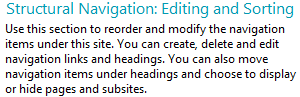 Structural Navigation: Editing and Sorting
Use this section to reorder and modify the navigation
items under this site. You can create, delete and edit
navigation links and headings. You can also move
navigation items under headings and choose to display
or hide pages and subsites.